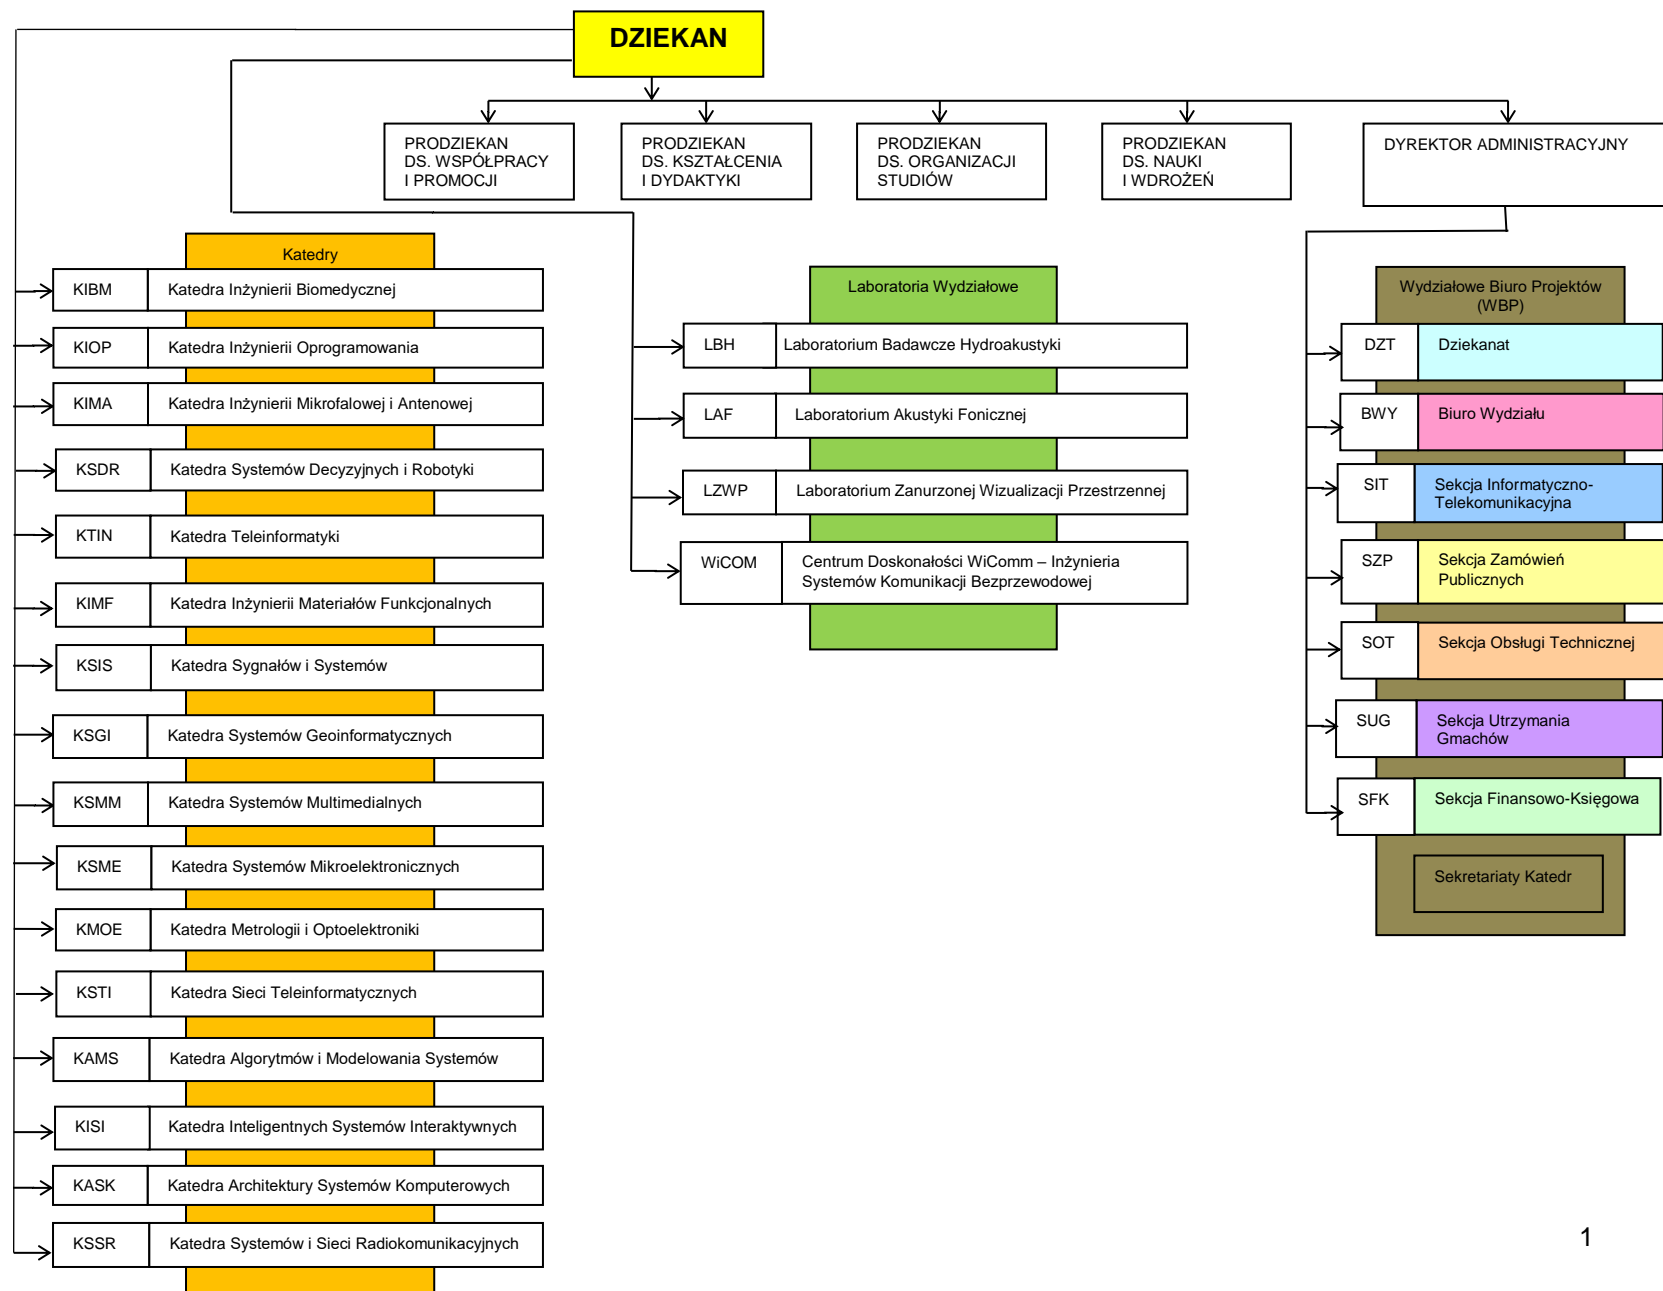 DZIEKAN
PRODZIEKAN
DS. WSPÓŁPRACY
I PROMOCJI
PRODZIEKAN
DS. KSZTAŁCENIA
I DYDAKTYKI
PRODZIEKAN
DS. ORGANIZACJI
STUDIÓW
PRODZIEKAN
DS. NAUKI
I WDROŻEŃ
DYREKTOR ADMINISTRACYJNY
Katedry
KIBM Katedra Inżynierii Biomedycznej
KIOP Katedra Inżynierii Oprogramowania
KIMA Katedra Inżynierii Mikrofalowej i Antenowej
KSDR Katedra Systemów Decyzyjnych i Robotyki
KTIN Katedra Teleinformatyki
KIMF Katedra Inżynierii Materiałów Funkcjonalnych
KSIS Katedra Sygnałów i Systemów
KSGI Katedra Systemów Geoinformatycznych
KSMM Katedra Systemów Multimedialnych
KSME Katedra Systemów Mikroelektronicznych
KMOE Katedra Metrologii i Optoelektroniki
KSTI Katedra Sieci Teleinformatycznych
KAMS Katedra Algorytmów i Modelowania Systemów
KISI Katedra Inteligentnych Systemów Interaktywnych
KASK Katedra Architektury Systemów Komputerowych
KSSR Katedra Systemów i Sieci Radiokomunikacyjnych
Laboratoria Wydziałowe
LBH Laboratorium Badawcze Hydroakustyki
LAF Laboratorium Akustyki Fonicznej
LZWP Laboratorium Zanurzonej Wizualizacji Przestrzennej
WiCOM Centrum Doskonałości WiComm – Inżynieria
Systemów Komunikacji Bezprzewodowej
Wydziałowe Biuro Projektów
(WBP)
DZT Dziekanat
BWY Biuro Wydziału
SIT Sekcja Informatyczno-
Telekomunikacyjna
SZP Sekcja Zamówień
Publicznych
SOT Sekcja Obsługi Technicznej
SUG Sekcja Utrzymania
Gmachów
SFK Sekcja Finansowo-Księgowa
Sekretariaty Katedr
1